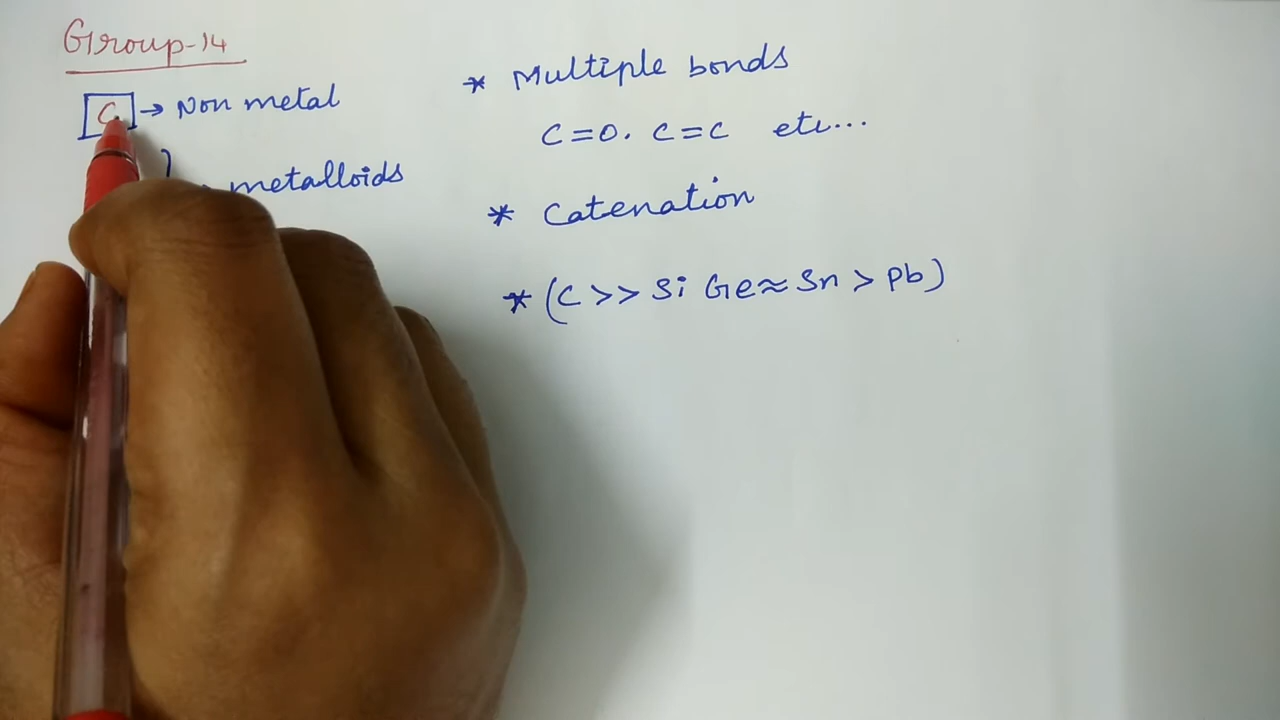 Group-14
C → Non metal
metalloids
* Multiple bonds
C=O. C=C etc...
* Catenation
* (C >> Si Ge ≈ Sn > Pb)